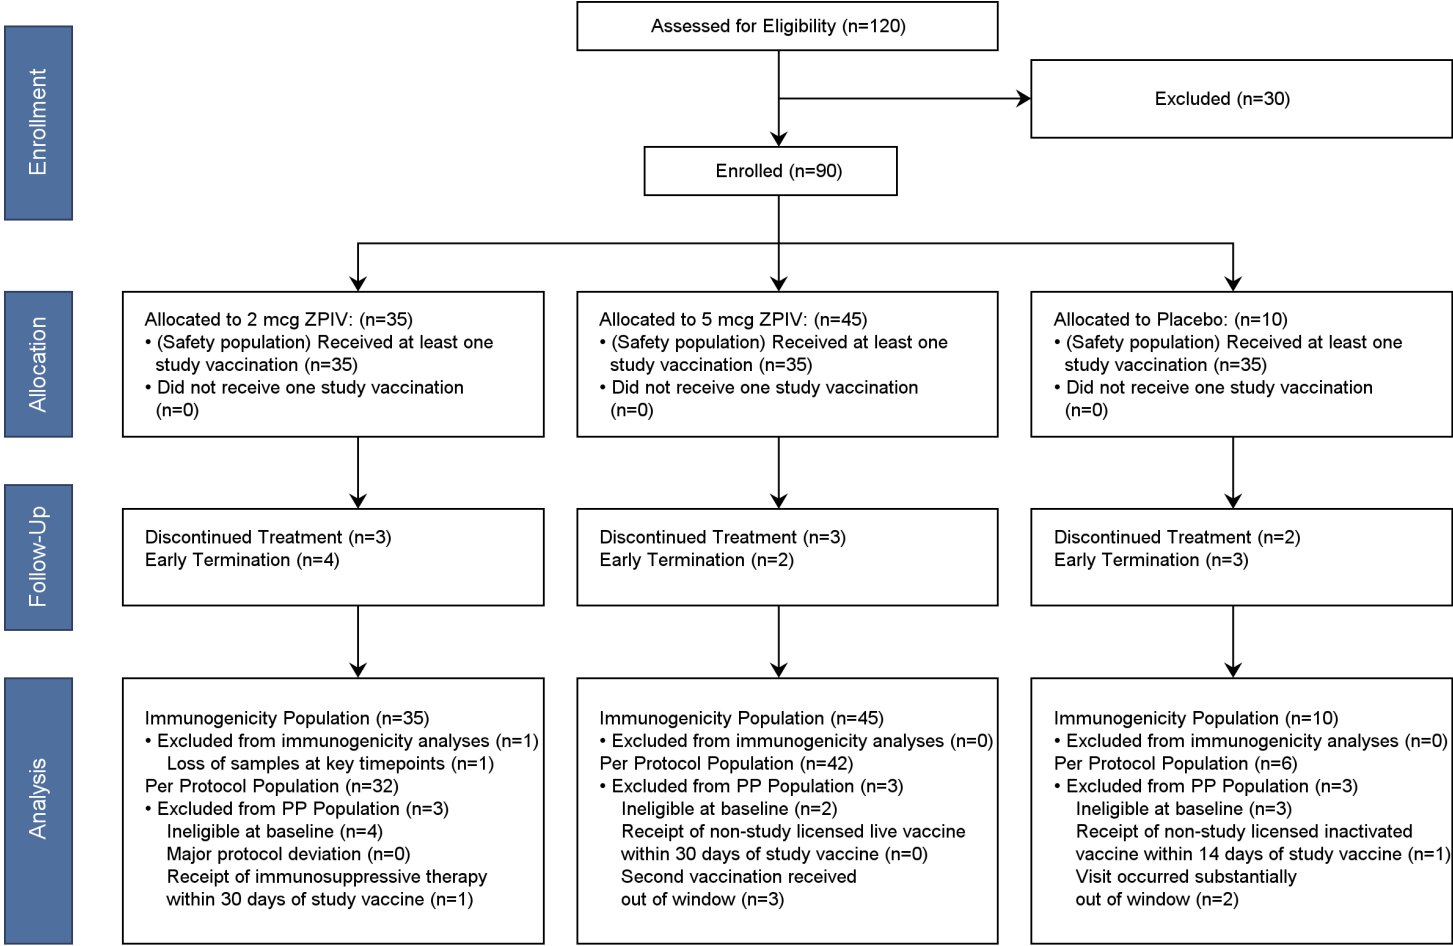 Enrollment
Assessed for Eligibility (n=120)
Excluded (n=30)
Enrolled (n=90)
Allocation
Allocated to 2 mcg ZPIV: (n=35)
• (Safety population) Received at least one
study vaccination (n=35)
• Did not receive one study vaccination
(n=0)
Allocated to 5 mcg ZPIV: (n=45)
• (Safety population) Received at least one
study vaccination (n=35)
• Did not receive one study vaccination
(n=0)
Allocated to Placebo: (n=10)
• (Safety population) Received at least one
study vaccination (n=35)
• Did not receive one study vaccination
(n=0)
Follow-Up
Discontinued Treatment (n=3)
Early Termination (n=4)
Discontinued Treatment (n=3)
Early Termination (n=2)
Discontinued Treatment (n=2)
Early Termination (n=3)
Analysis
Immunogenicity Population (n=35)
• Excluded from immunogenicity analyses (n=1)
Loss of samples at key timepoints (n=1)
Per Protocol Population (n=32)
• Excluded from PP Population (n=3)
Ineligible at baseline (n=4)
Major protocol deviation (n=0)
Receipt of immunosuppressive therapy
within 30 days of study vaccine (n=1)
Immunogenicity Population (n=45)
• Excluded from immunogenicity analyses (n=0)
Per Protocol Population (n=42)
• Excluded from PP Population (n=3)
Ineligible at baseline (n=2)
Receipt of non-study licensed live vaccine
within 30 days of study vaccine (n=0)
Second vaccination received
out of window (n=3)
Immunogenicity Population (n=10)
• Excluded from immunogenicity analyses (n=0)
Per Protocol Population (n=6)
• Excluded from PP Population (n=3)
Ineligible at baseline (n=3)
Receipt of non-study licensed inactivated
vaccine within 14 days of study vaccine (n=1)
Visit occurred substantially
out of window (n=2)